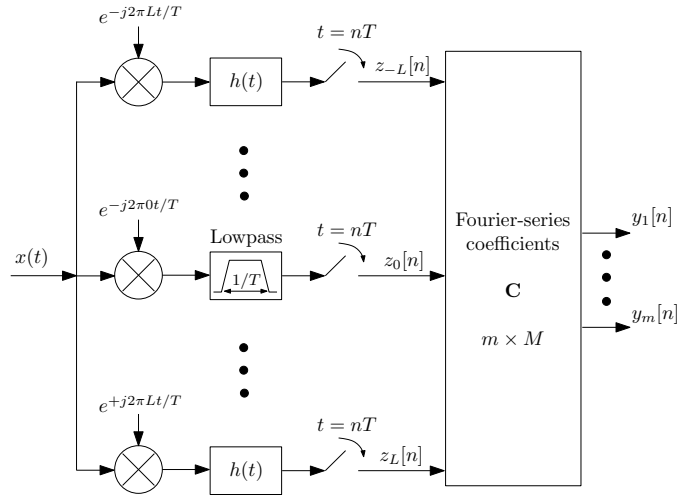 e^{-j2πLt/T}
t = nT
h(t)
z_{-L}[n]
e^{-j2π0t/T}
Lowpass
t = nT
x(t)
1/T
z_0[n]
Fourier-series
coefficients
C
m × M
y_1[n]
y_m[n]
e^{+j2πLt/T}
t = nT
h(t)
z_L[n]